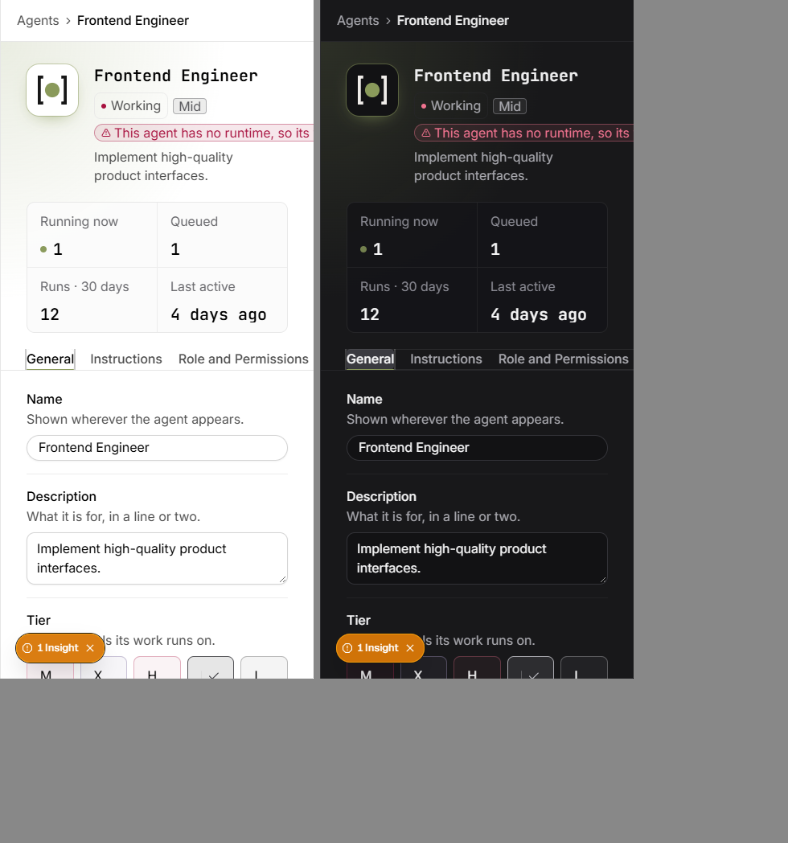 Agents › Frontend Engineer
Frontend Engineer
Working Mid
This agent has no runtime, so its
Implement high-quality
product interfaces.
Running now Queued
1 1
Runs · 30 days Last active
12 4 days ago
General Instructions Role and Permissions
Name
Shown wherever the agent appears.
Frontend Engineer
Description
What it is for, in a line or two.
Implement high-quality product
interfaces.
Tier
its work runs on.
1 Insight
M X H
Agents › Frontend Engineer
Frontend Engineer
Working Mid
This agent has no runtime, so its
Implement high-quality
product interfaces.
Running now Queued
1 1
Runs · 30 days Last active
12 4 days ago
General Instructions Role and Permissions
Name
Shown wherever the agent appears.
Frontend Engineer
Description
What it is for, in a line or two.
Implement high-quality product
interfaces.
Tier
its work runs on.
1 Insight
M X H